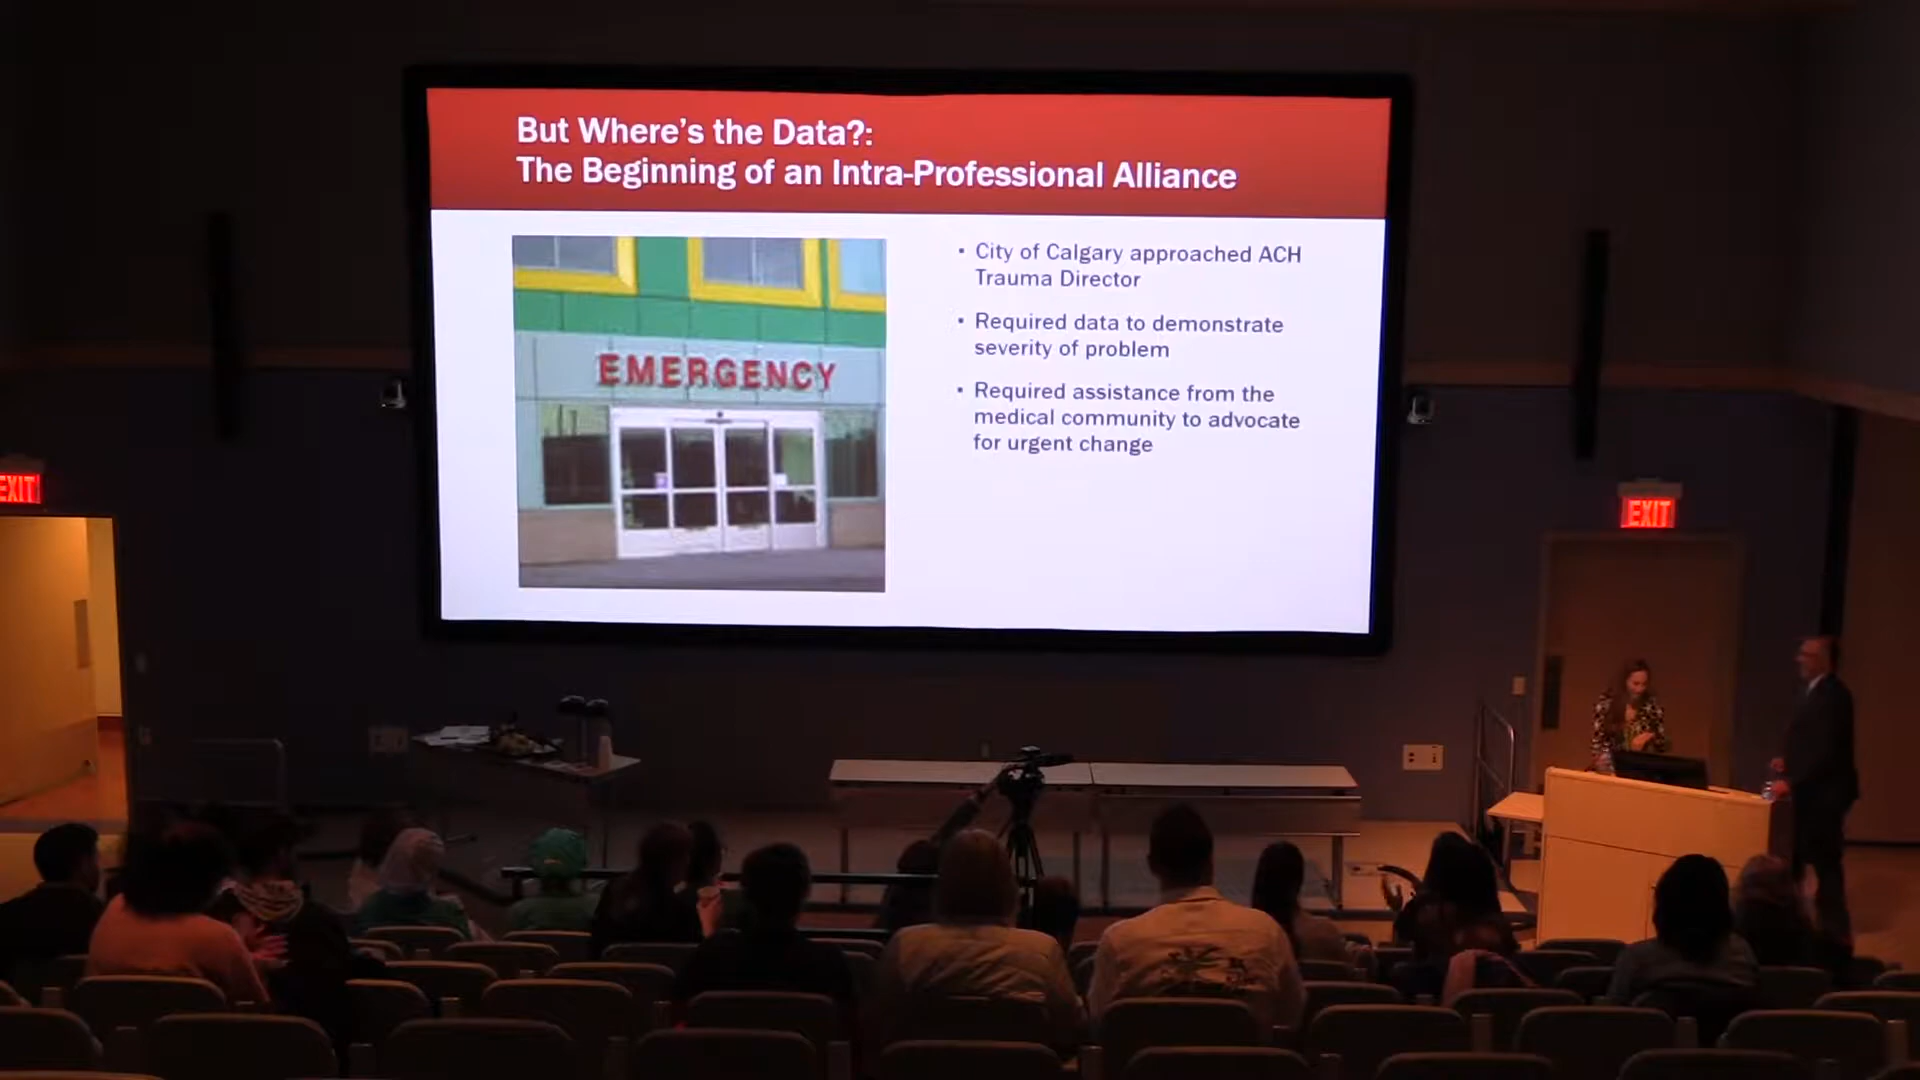 But Where's the Data?:
The Beginning of an Intra-Professional Alliance
EMERGENCY
• City of Calgary approached ACH
Trauma Director
• Required data to demonstrate
severity of problem
• Required assistance from the
medical community to advocate
for urgent change
EXIT
EXIT